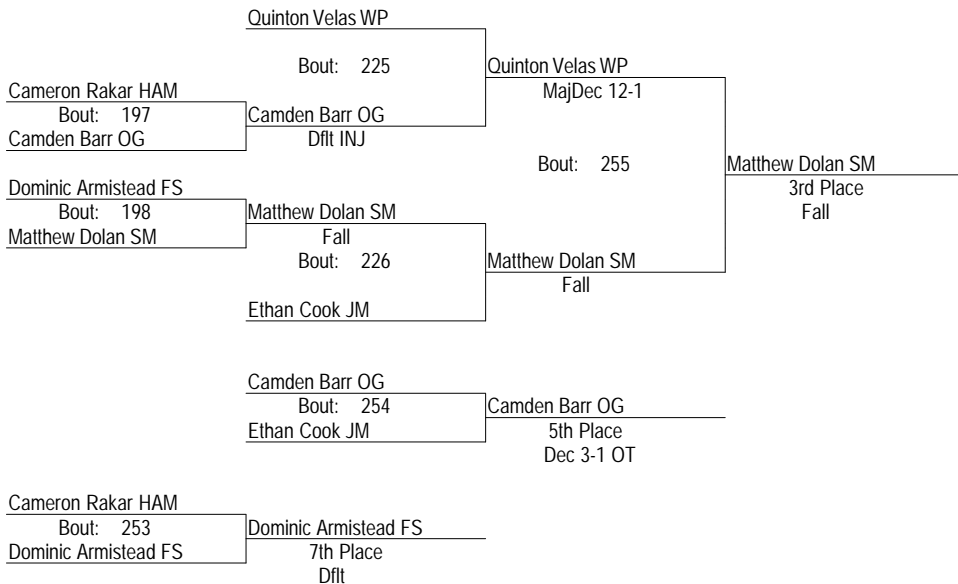 Quinton Velas WP
Bout: 225
Quinton Velas WP
Cameron Rakar HAM
MajDec 12-1
Bout: 197
Camden Barr OG
Camden Barr OG
Dflt INJ
Bout: 255
Matthew Dolan SM
Dominic Armistead FS
3rd Place
Bout: 198
Matthew Dolan SM
Fall
Matthew Dolan SM
Fall
Bout: 226
Matthew Dolan SM
Fall
Ethan Cook JM
Camden Barr OG
Bout: 254
Camden Barr OG
Ethan Cook JM
5th Place
Dec 3-1 OT
Cameron Rakar HAM
Bout: 253
Dominic Armistead FS
Dominic Armistead FS
7th Place
Dflt